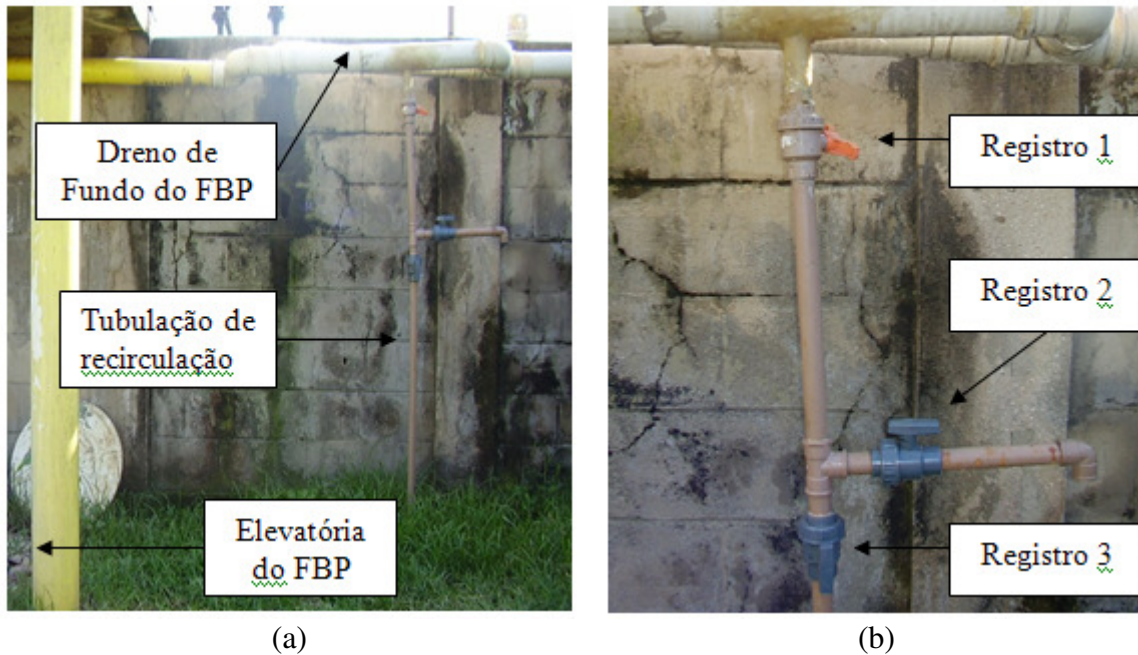 Dreno de
Fundo do FBP
Tubulação de
recirculação
Elevatória
do FBP
Registro 1
Registro 2
Registro 3
(a)
(b)